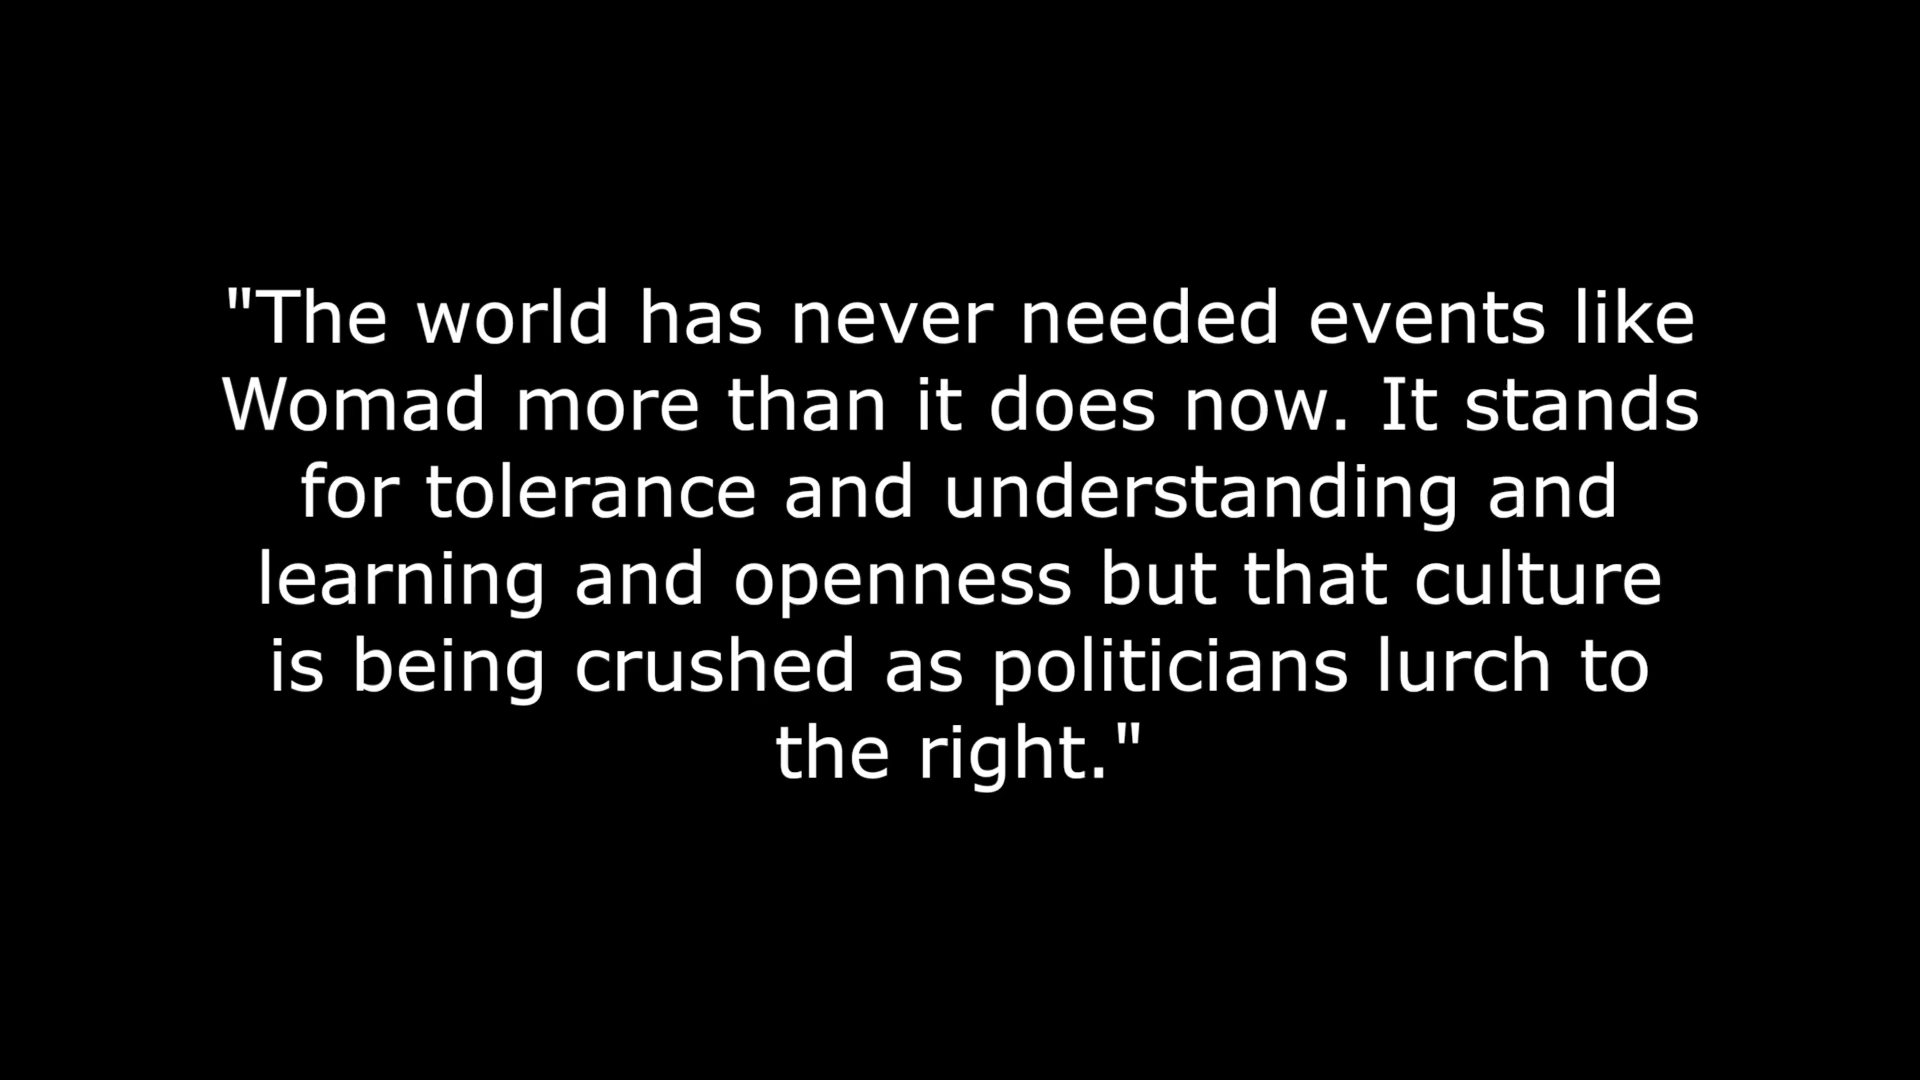 "The world has never needed events like
Womad more than it does now. It stands
for tolerance and understanding and
learning and openness but that culture
is being crushed as politicians lurch to
the right."